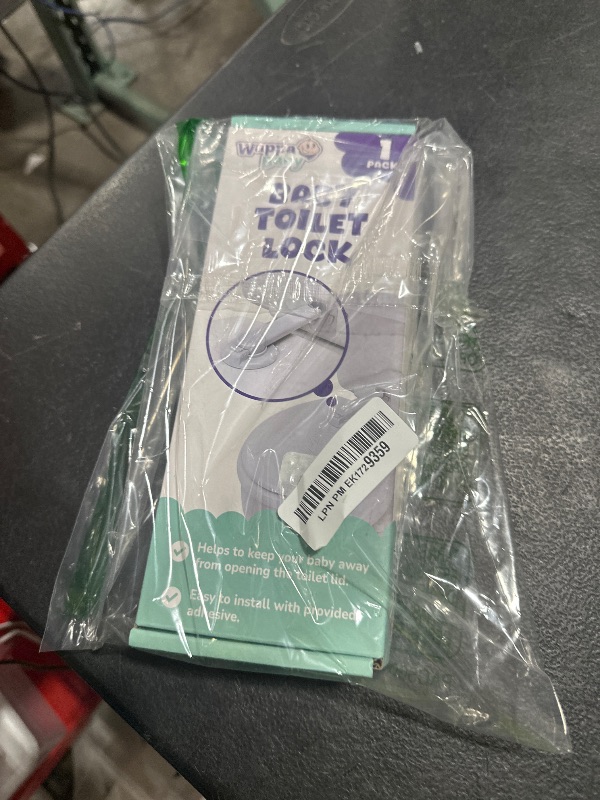 Wuppa
1
PACK
BABY
TOILET
LOCK
LPN PM EK1729359
Helps to keep your baby away
from opening the toilet lid.
Easy to install with provided
adhesive.